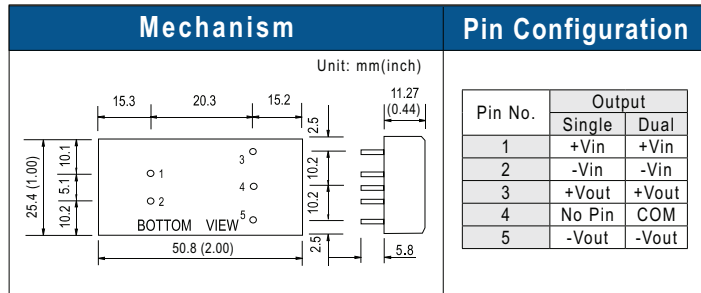 Mechanism
Pin Configuration
Unit: mm(inch)
15.3
20.3
15.2
11.27
(0.44)
2.5
10.1
5.1
10.2
25.4 (1.00)
1
2
3
4
5
10.2
10.2
2.5
BOTTOM VIEW
50.8 (2.00)
5.8
Pin No. Output
Single Dual
1 +Vin +Vin
2 -Vin -Vin
3 +Vout +Vout
4 No Pin COM
5 -Vout -Vout